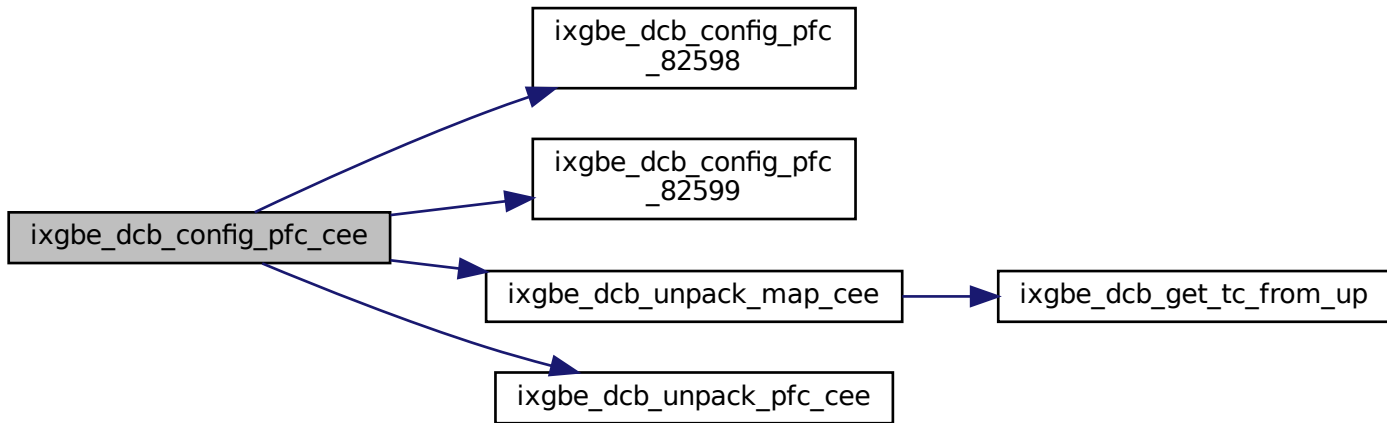 ixgbe_dcb_config_pfc
_82598
ixgbe_dcb_config_pfc
_82599
ixgbe_dcb_config_pfc_cee
ixgbe_dcb_unpack_map_cee
ixgbe_dcb_get_tc_from_up
ixgbe_dcb_unpack_pfc_cee